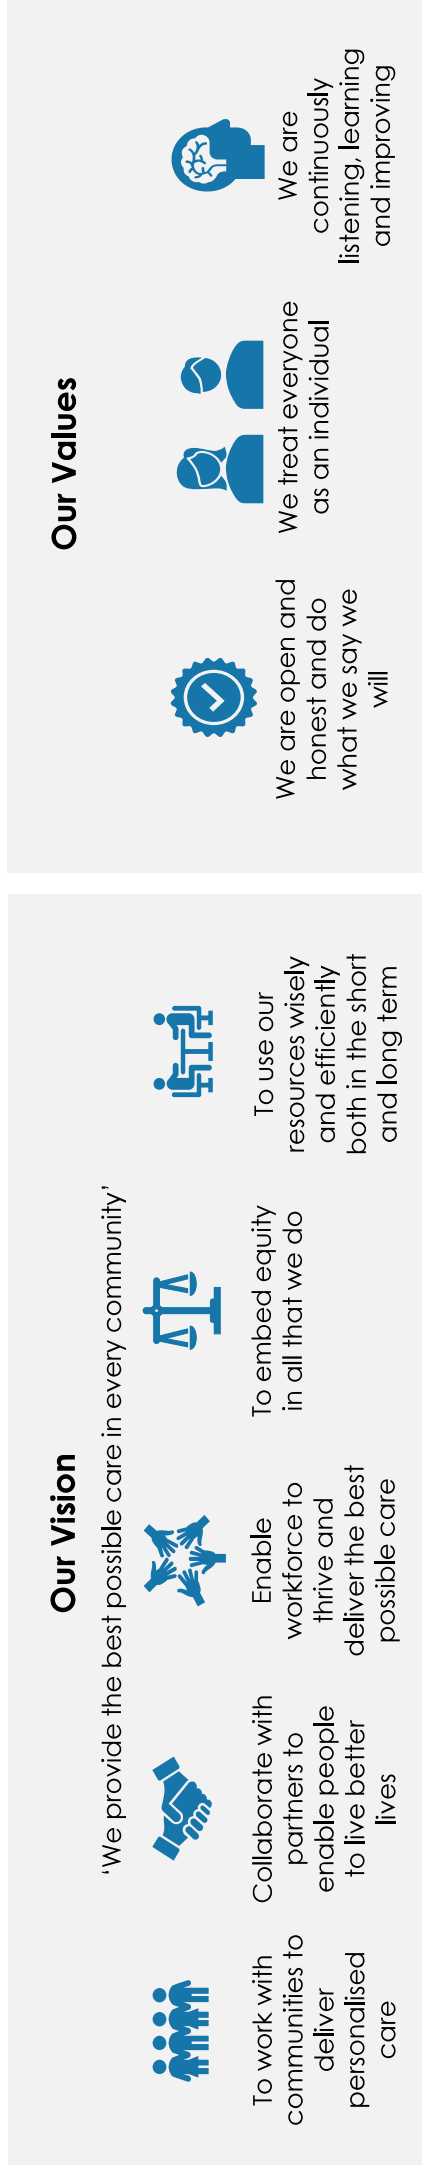 Our Vision
‘We provide the best possible care in every community’
To work with
communities to
deliver
personalised
care
Collaborate with
partners to
enable people
to live better
lives
Enable
workforce to
thrive and
deliver the best
possible care
To embed equity
in all that we do
To use our
resources wisely
and efficiently
both in the short
and long term
Our Values
We are open and
honest and do
what we say we
will
We treat everyone
as an individual
We are
continuously
listening, learning
and improving